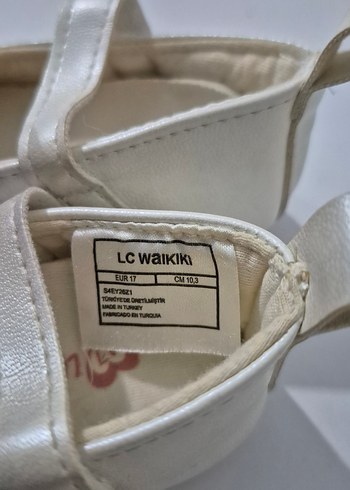 LC WAIKIKI
EUR 17 CM 10,3
S4EY26Z1
TÜRKİYE'DE ÜRETİLMİŞTİR
MADE IN TURKEY
FABRICADO EN TURQUIA